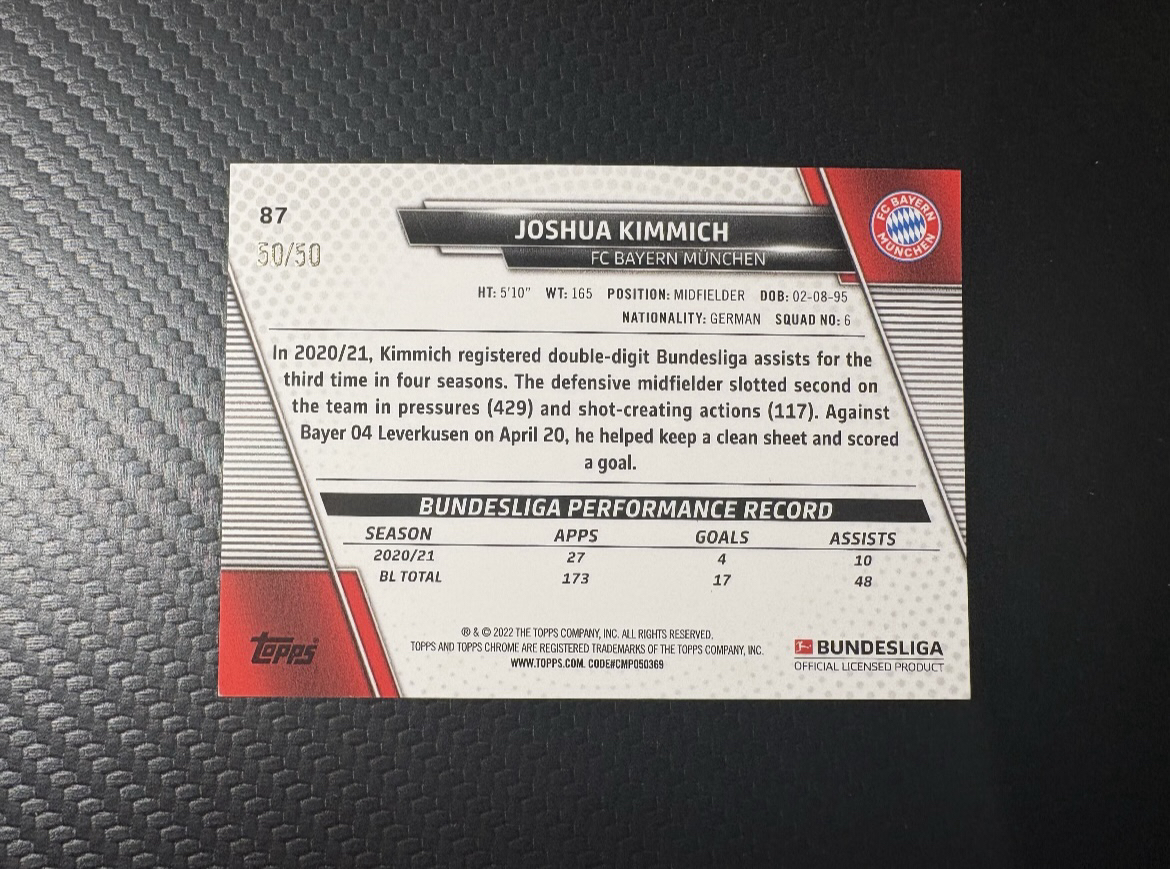 87
50/50
JOSHUA KIMMICH
FC BAYERN MÜNCHEN
FC BAYERN
MÜNCHEN
HT: 5'10" WT: 165 POSITION: MIDFIELDER DOB: 02-08-95
NATIONALITY: GERMAN SQUAD NO: 6
In 2020/21, Kimmich registered double-digit Bundesliga assists for the
third time in four seasons. The defensive midfielder slotted second on
the team in pressures (429) and shot-creating actions (117). Against
Bayer 04 Leverkusen on April 20, he helped keep a clean sheet and scored
a goal.
BUNDESLIGA PERFORMANCE RECORD
SEASON APPS GOALS ASSISTS
2020/21 27 4 10
BL TOTAL 173 17 48
Topps
® & © 2022 THE TOPPS COMPANY, INC. ALL RIGHTS RESERVED.
TOPPS AND TOPPS CHROME ARE REGISTERED TRADEMARKS OF THE TOPPS COMPANY, INC.
WWW.TOPPS.COM. CODE#CMP050369
BUNDESLIGA
OFFICIAL LICENSED PRODUCT